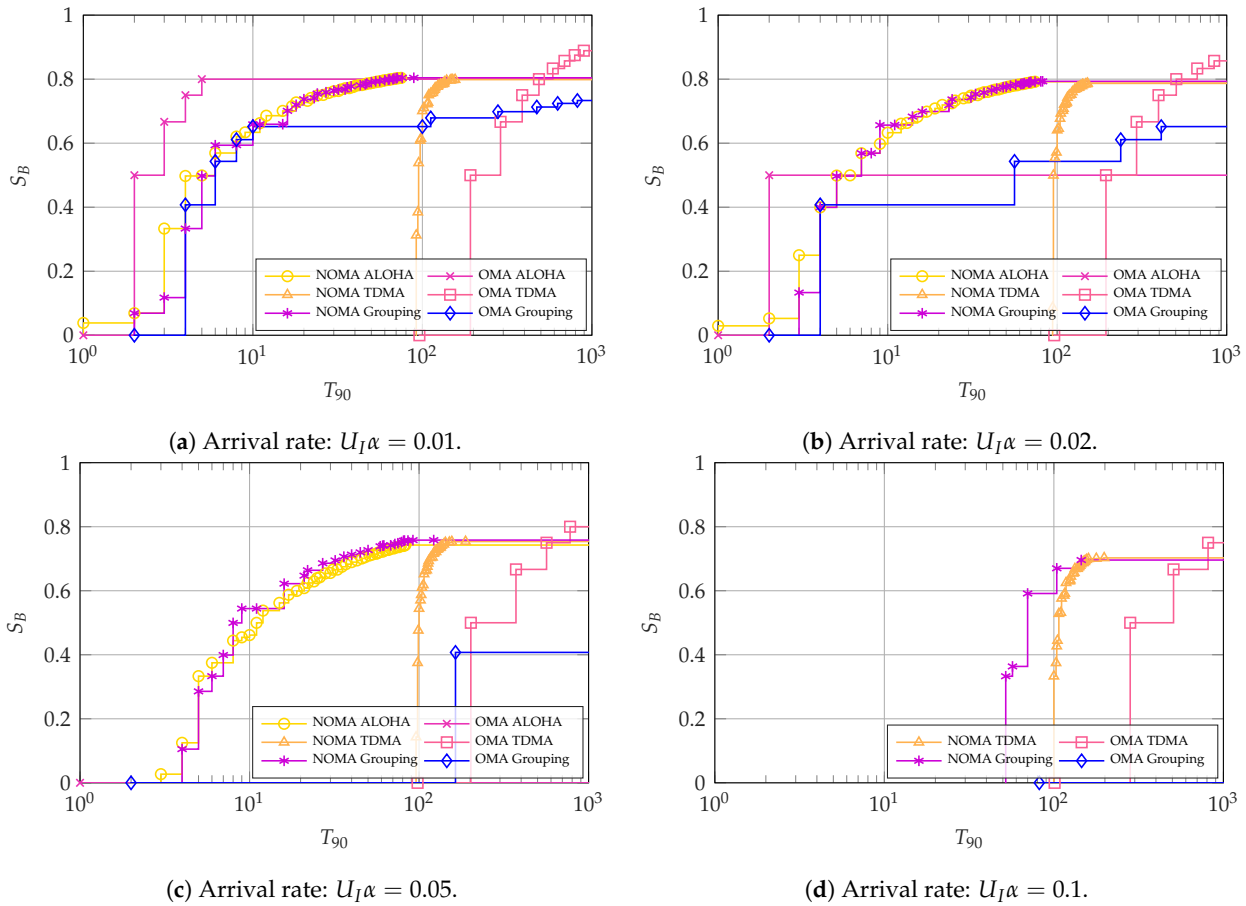 1
0.8
0.6
0.4
0.2
0
S_B
10^0
10^1
10^2
10^3
T_90
NOMA ALOHA
OMA ALOHA
NOMA TDMA
OMA TDMA
NOMA Grouping
OMA Grouping
(a) Arrival rate: U_I α = 0.01.
1
0.8
0.6
0.4
0.2
0
S_B
10^0
10^1
10^2
10^3
T_90
NOMA ALOHA
OMA ALOHA
NOMA TDMA
OMA TDMA
NOMA Grouping
OMA Grouping
(b) Arrival rate: U_I α = 0.02.
1
0.8
0.6
0.4
0.2
0
S_B
10^0
10^1
10^2
10^3
T_90
NOMA ALOHA
OMA ALOHA
NOMA TDMA
OMA TDMA
NOMA Grouping
OMA Grouping
(c) Arrival rate: U_I α = 0.05.
1
0.8
0.6
0.4
0.2
0
S_B
10^0
10^1
10^2
10^3
T_90
NOMA TDMA
OMA TDMA
NOMA Grouping
OMA Grouping
(d) Arrival rate: U_I α = 0.1.